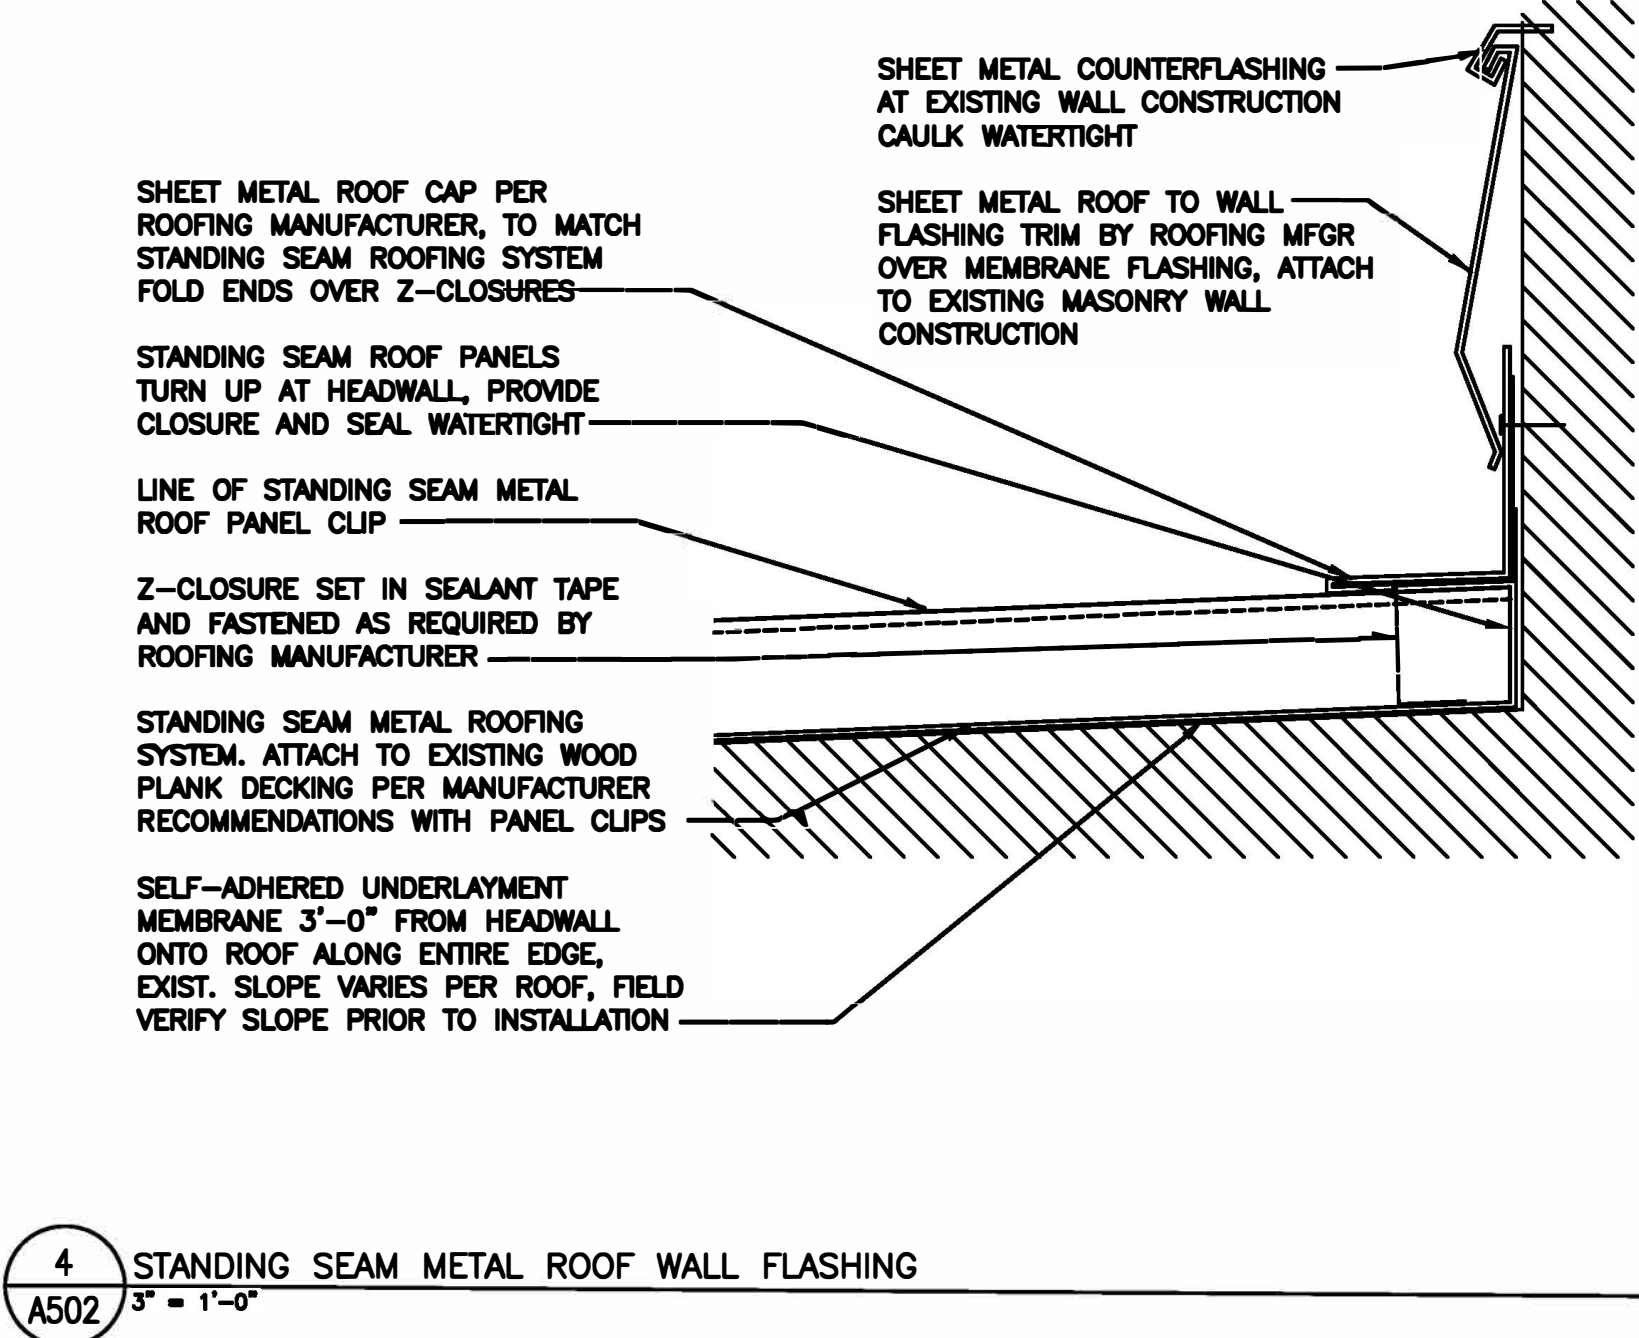 SHEET METAL COUNTERFLASHING
AT EXISTING WALL CONSTRUCTION
CAULK WATERTIGHT
SHEET METAL ROOF TO WALL
FLASHING TRIM BY ROOFING MFGR
OVER MEMBRANE FLASHING, ATTACH
TO EXISTING MASONRY WALL
CONSTRUCTION
SHEET METAL ROOF CAP PER
ROOFING MANUFACTURER, TO MATCH
STANDING SEAM ROOFING SYSTEM
FOLD ENDS OVER Z-CLOSURES
STANDING SEAM ROOF PANELS
TURN UP AT HEADWALL, PROVIDE
CLOSURE AND SEAL WATERTIGHT
LINE OF STANDING SEAM METAL
ROOF PANEL CLIP
Z-CLOSURE SET IN SEALANT TAPE
AND FASTENED AS REQUIRED BY
ROOFING MANUFACTURER
STANDING SEAM METAL ROOFING
SYSTEM. ATTACH TO EXISTING WOOD
PLANK DECKING PER MANUFACTURER
RECOMMENDATIONS WITH PANEL CLIPS
SELF-ADHERED UNDERLAYMENT
MEMBRANE 3'-0" FROM HEADWALL
ONTO ROOF ALONG ENTIRE EDGE,
EXIST. SLOPE VARIES PER ROOF, FIELD
VERIFY SLOPE PRIOR TO INSTALLATION
4
A502
STANDING SEAM METAL ROOF WALL FLASHING
3" = 1'-0"